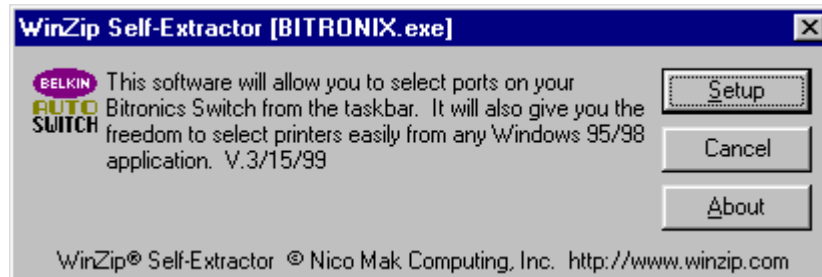 WinZip Self-Extractor [BITRONIX.exe]
BELKIN
AUTO
SWITCH
This software will allow you to select ports on your
Bitronics Switch from the taskbar. It will also give you the
freedom to select printers easily from any Windows 95/98
application. V.3/15/99
Setup
Cancel
About
WinZip® Self-Extractor © Nico Mak Computing, Inc. http://www.winzip.com